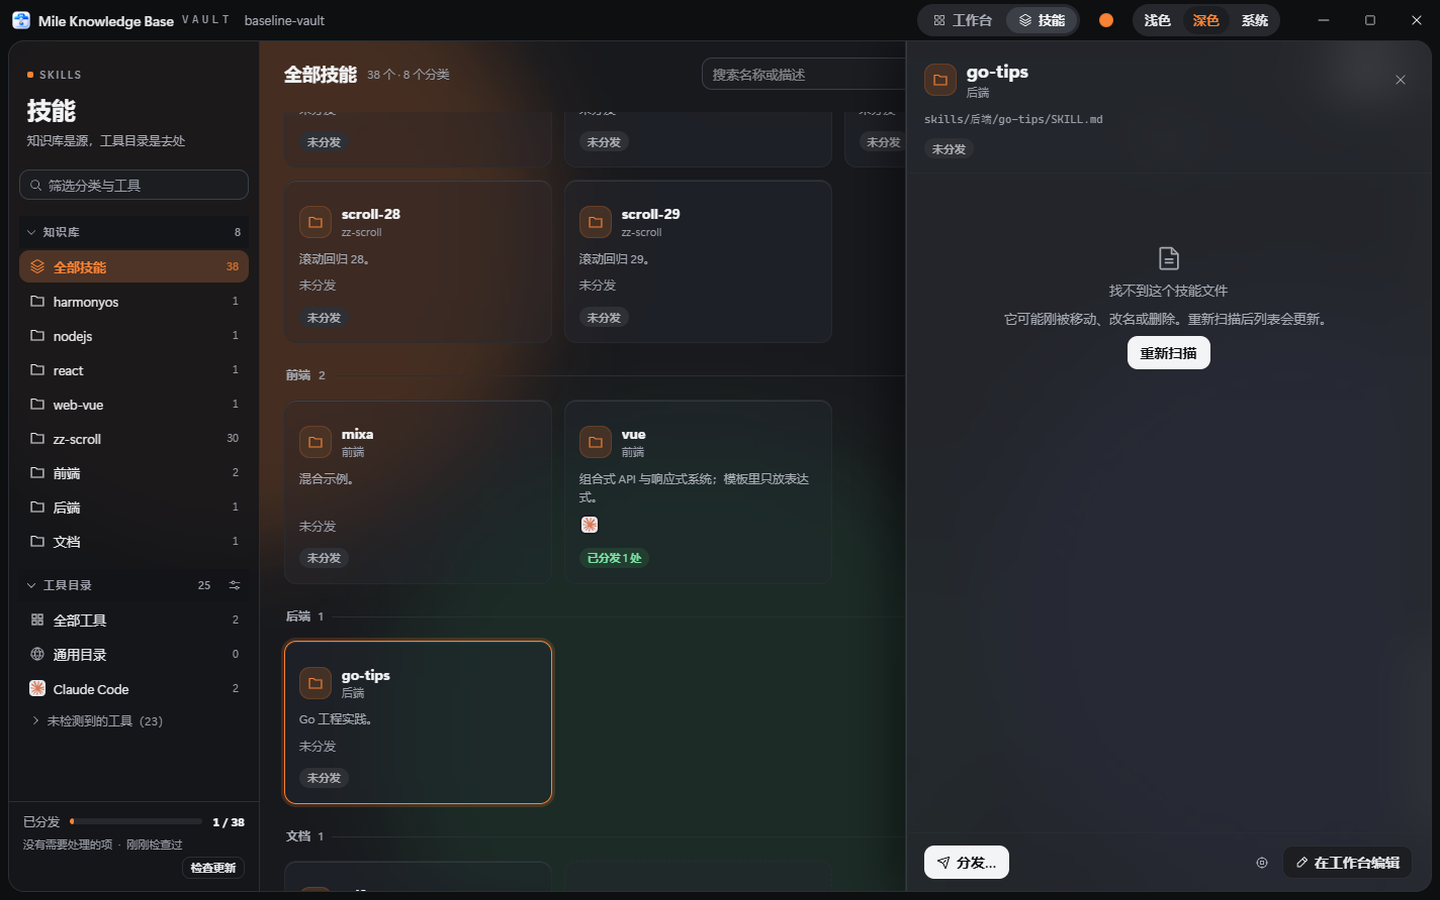 Mile Knowledge Base VAULT baseline-vault
工作台 技能 浅色 深色 系统
SKILLS
技能
知识库是源，工具目录是去处
筛选分类与工具
知识库 8
全部技能 38
harmonyos 1
nodejs 1
react 1
web-vue 1
zz-scroll 30
前端 2
后端 1
文档 1
工具目录 25
全部工具 2
通用目录 0
Claude Code 2
未检测到的工具 (23)
已分发 1 / 38
没有需要处理的项 · 刚刚检查过
检查更新
全部技能 38 个 · 8 个分类
搜索名称或描述
未分发 未分发 未分发
scroll-28
zz-scroll
滚动回归 28。
未分发
未分发
scroll-29
zz-scroll
滚动回归 29。
未分发
未分发
前端 2
mixa
前端
混合示例。
未分发
未分发
vue
前端
组合式 API 与响应式系统；模板里只放表达
式。
已分发 1 处
后端 1
go-tips
后端
Go 工程实践。
未分发
未分发
文档 1
go-tips
后端
skills/后端/go-tips/SKILL.md
未分发
找不到这个技能文件
它可能刚被移动、改名或删除。重新扫描后列表会更新。
重新扫描
分发...
在工作台编辑